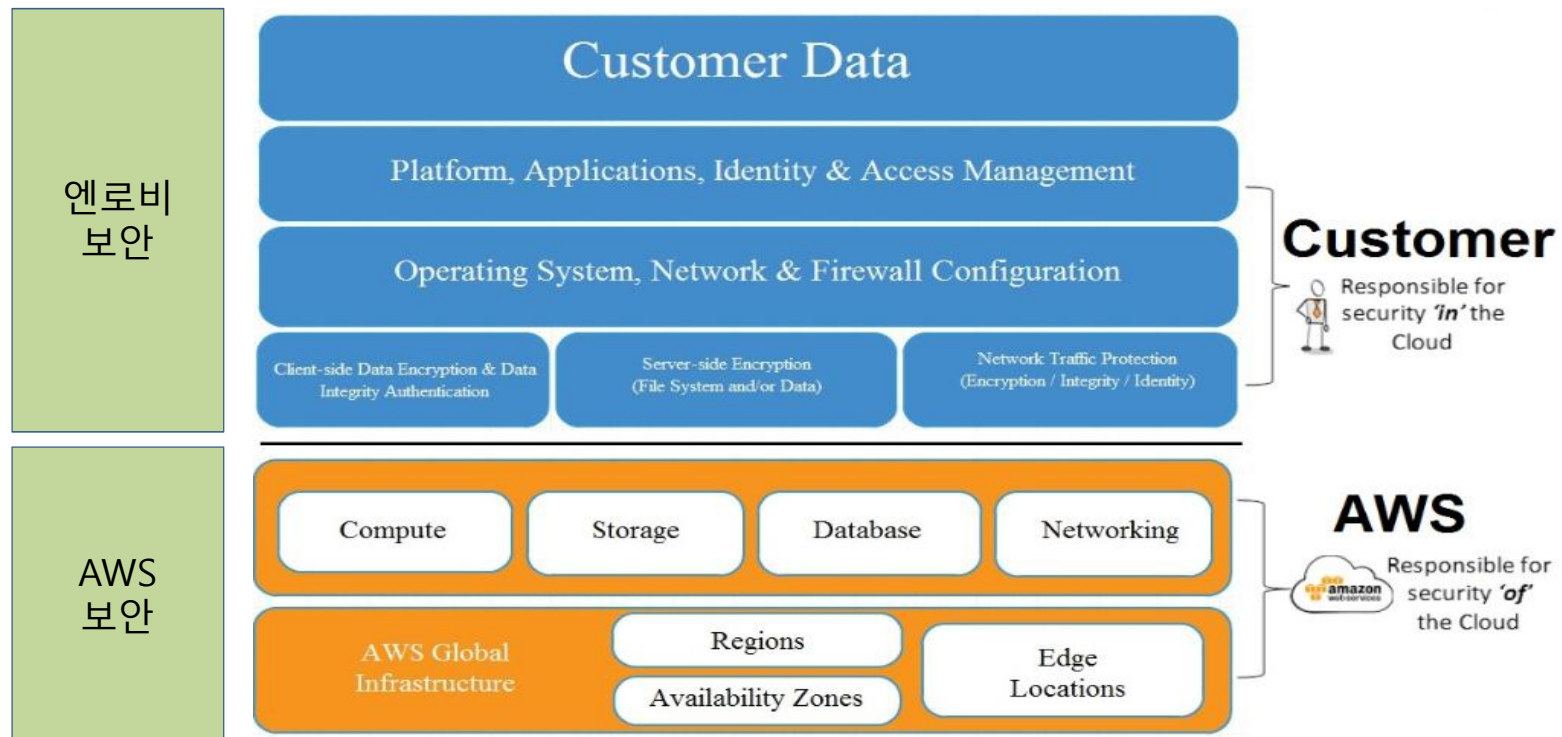 엔로비
보안
Customer Data
Platform, Applications, Identity & Access Management
Operating System, Network & Firewall Configuration
Client-side Data Encryption & Data
Integrity Authentication
Server-side Encryption
(File System and/or Data)
Network Traffic Protection
(Encryption / Integrity / Identity)
Customer
Responsible for
security ‘in’ the
Cloud
AWS
보안
Compute
Storage
Database
Networking
AWS Global
Infrastructure
Regions
Availability Zones
Edge
Locations
AWS
amazon
webservices
Responsible for
security ‘of’
the Cloud